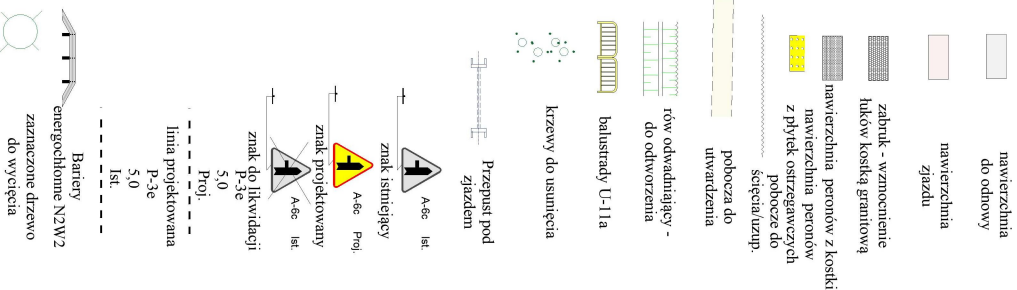 nawierzchnia
do odnowy
nawierzchnia
zjazdu
zabruk - wzmocnienie
łuków kostką granitową
nawierzchnia peronów z kostki
nawierzchnia peronów
z płytek ostrzegawczych
pobocze do
ścięcia/uzup.
pobocza do
utwardzenia
rów odwadniający -
do odtworzenia
balustrady U-11a
krzewy do usunięcia
Przepust pod
zjazdem
A-6c Ist.
znak istniejący
A-6c Proj.
znak projektowany
A-6c Ist.
znak do likwidacji
P-3e
5,0
Proj.
linia projektowana
P-3e
5,0
Ist.
Bariery
energochłonne N2W2
zaznaczone drzewo
do wycięcia